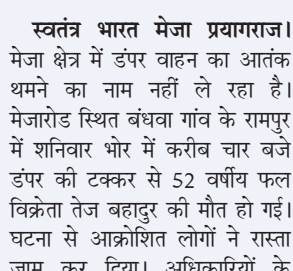 स्वतंत्र भारत मेजा प्रयागराज।
मेजा क्षेत्र में डंपर वाहन का आतंक
थमने का नाम नहीं ले रहा है।
मेजारोड स्थित बंधवा गांव के रामपुर
में शनिवार भोर में करीब चार बजे
डंपर की टक्कर से 52 वर्षीय फल
विक्रेता तेज बहादुर की मौत हो गई।
घटना से आक्रोशित लोगों ने रास्ता
जाम कर दिया। अधिकारियों के